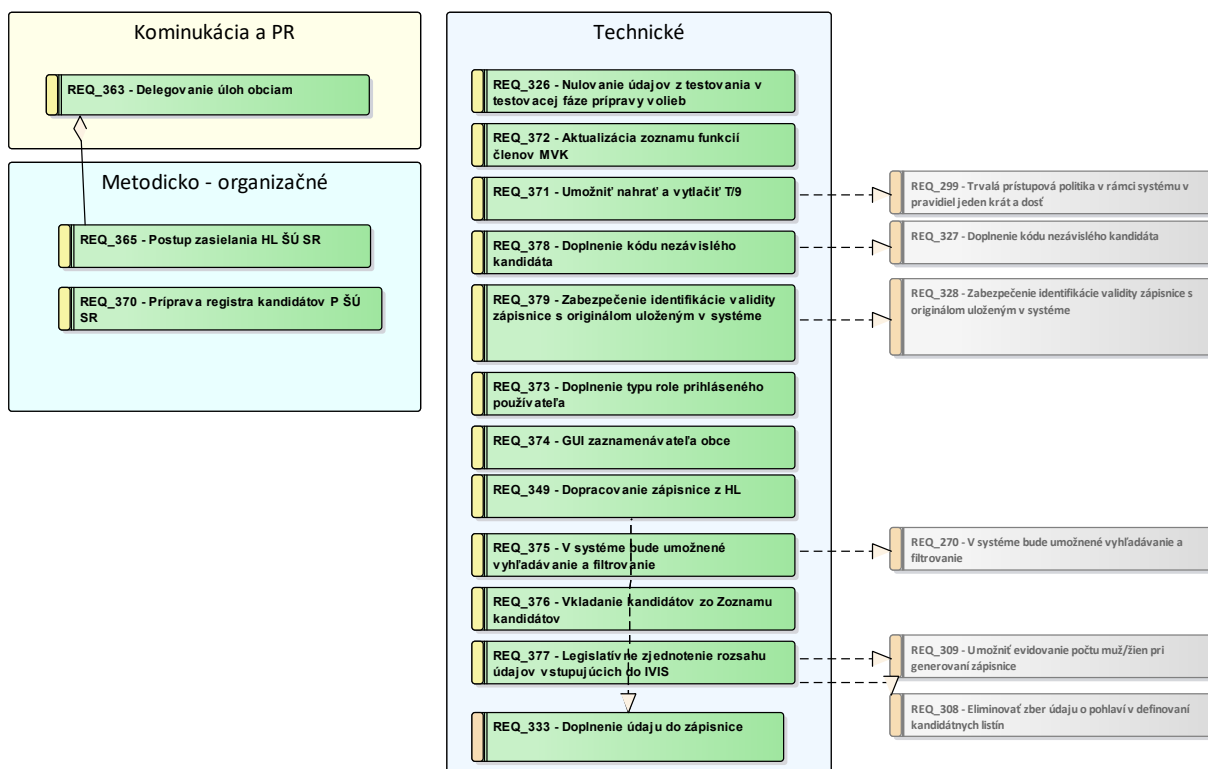 Kominukácia a PR
REQ_363 - Delegovanie úloh obciam
Metodicko - organizačné
REQ_365 - Postup zasielania HL ŠÚ SR
REQ_370 - Príprava registra kandidátov P ŠÚ
SR
Technické
REQ_326 - Nulovanie údajov z testovania v
testovacej fáze prípravy volieb
REQ_372 - Aktualizácia zoznamu funkcií
členov MVK
REQ_371 - Umožniť nahrať a vytlačiť T/9
REQ_378 - Doplnenie kódu nezávislého
kandidáta
REQ_379 - Zabezpečenie identifikácie validity
zápisnice s originálom uloženým v systéme
REQ_373 - Doplnenie typu role prihláseného
používateľa
REQ_374 - GUI zaznamenávateľa obce
REQ_349 - Dopracovanie zápisnice z HL
REQ_375 - V systéme bude umožnené
vyhľadávanie a filtrovanie
REQ_376 - Vkladanie kandidátov zo Zoznamu
kandidátov
REQ_377 - Legislatívne zjednotenie rozsahu
údajov vstupujúcich do IVIS
REQ_333 - Doplnenie údaju do zápisnice
REQ_299 - Trvalá prístupová politika v rámci systému v
pravidiel jeden krát a dosť
REQ_327 - Doplnenie kódu nezávislého kandidáta
REQ_328 - Zabezpečenie identifikácie validity zápisnice s
originálom uloženým v systéme
REQ_270 - V systéme bude umožnené vyhľadávanie a
filtrovanie
REQ_309 - Umožniť evidovanie počtu muž/žien pri
generovaní zápisnice
REQ_308 - Eliminovať zber údaju o pohlaví v definovaní
kandidátnych listín